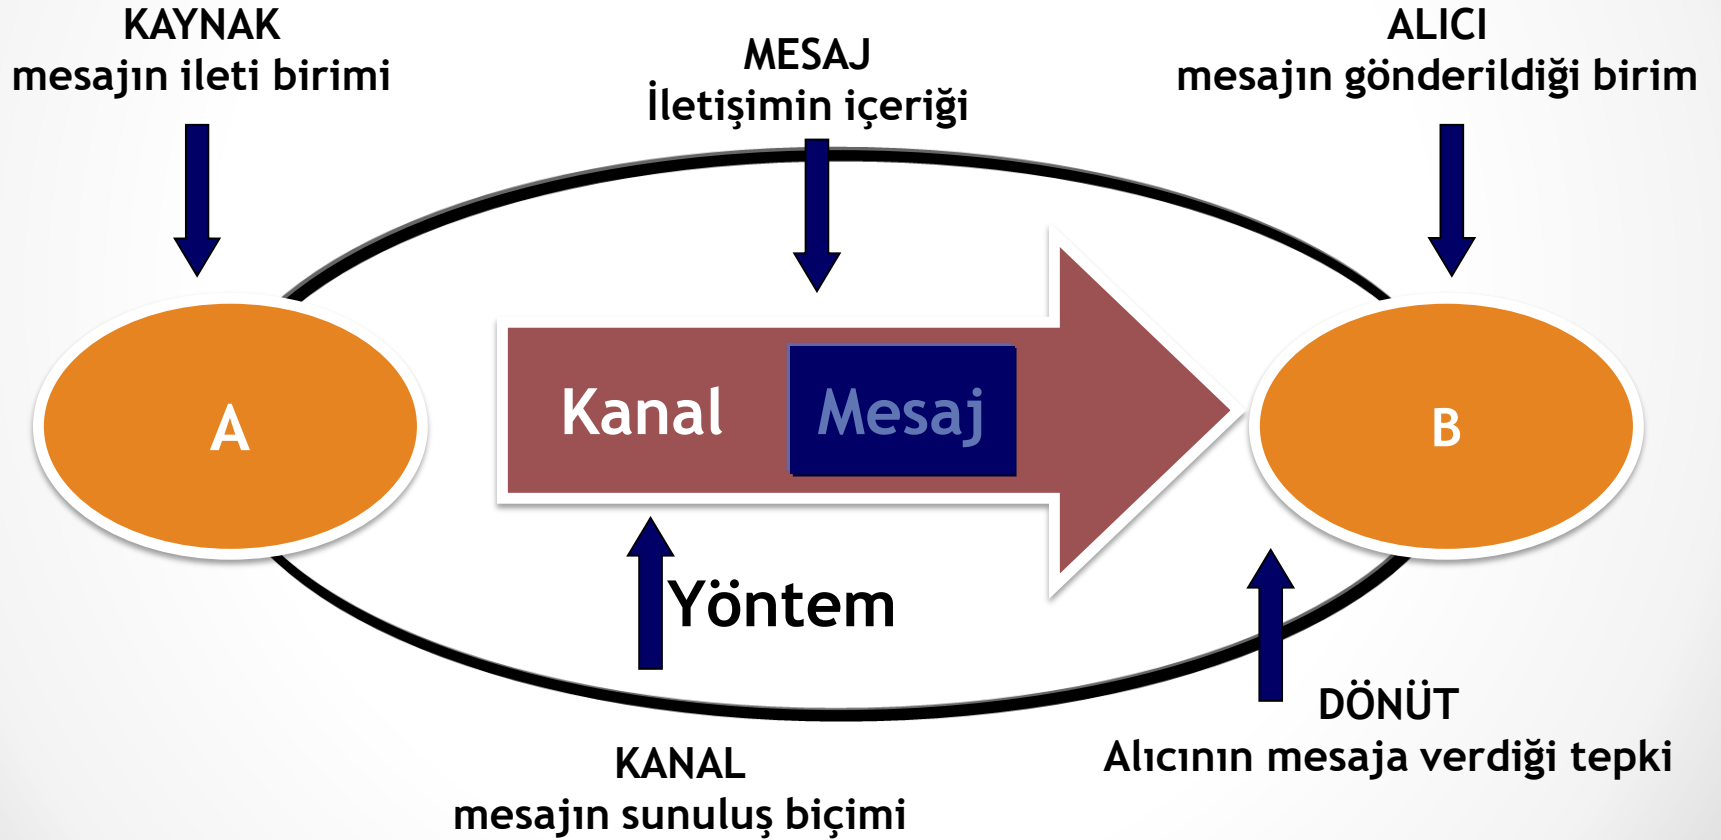 KAYNAK
mesajın ileti birimi
MESAJ
İletişimin içeriği
ALICI
mesajın gönderildiği birim
A
Kanal
Mesaj
B
Yöntem
KANAL
mesajın sunuluş biçimi
DÖNÜT
Alıcının mesaja verdiği tepki